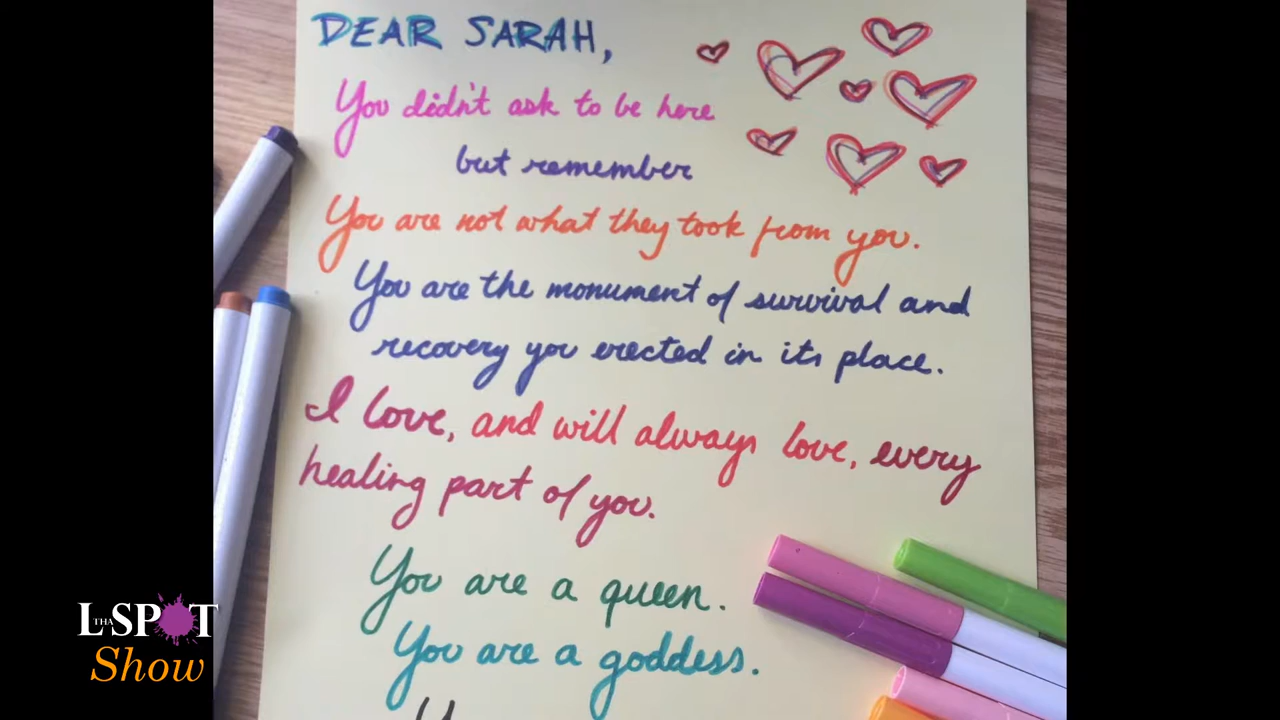 DEAR SARAH,
You didn't ask to be here
but remember
You are not what they took from you.
You are the monument of survival and
recovery you erected in its place.
I love, and will always love, every
healing part of you.
You are a queen.
You are a goddess.
L THA SPOT
Show